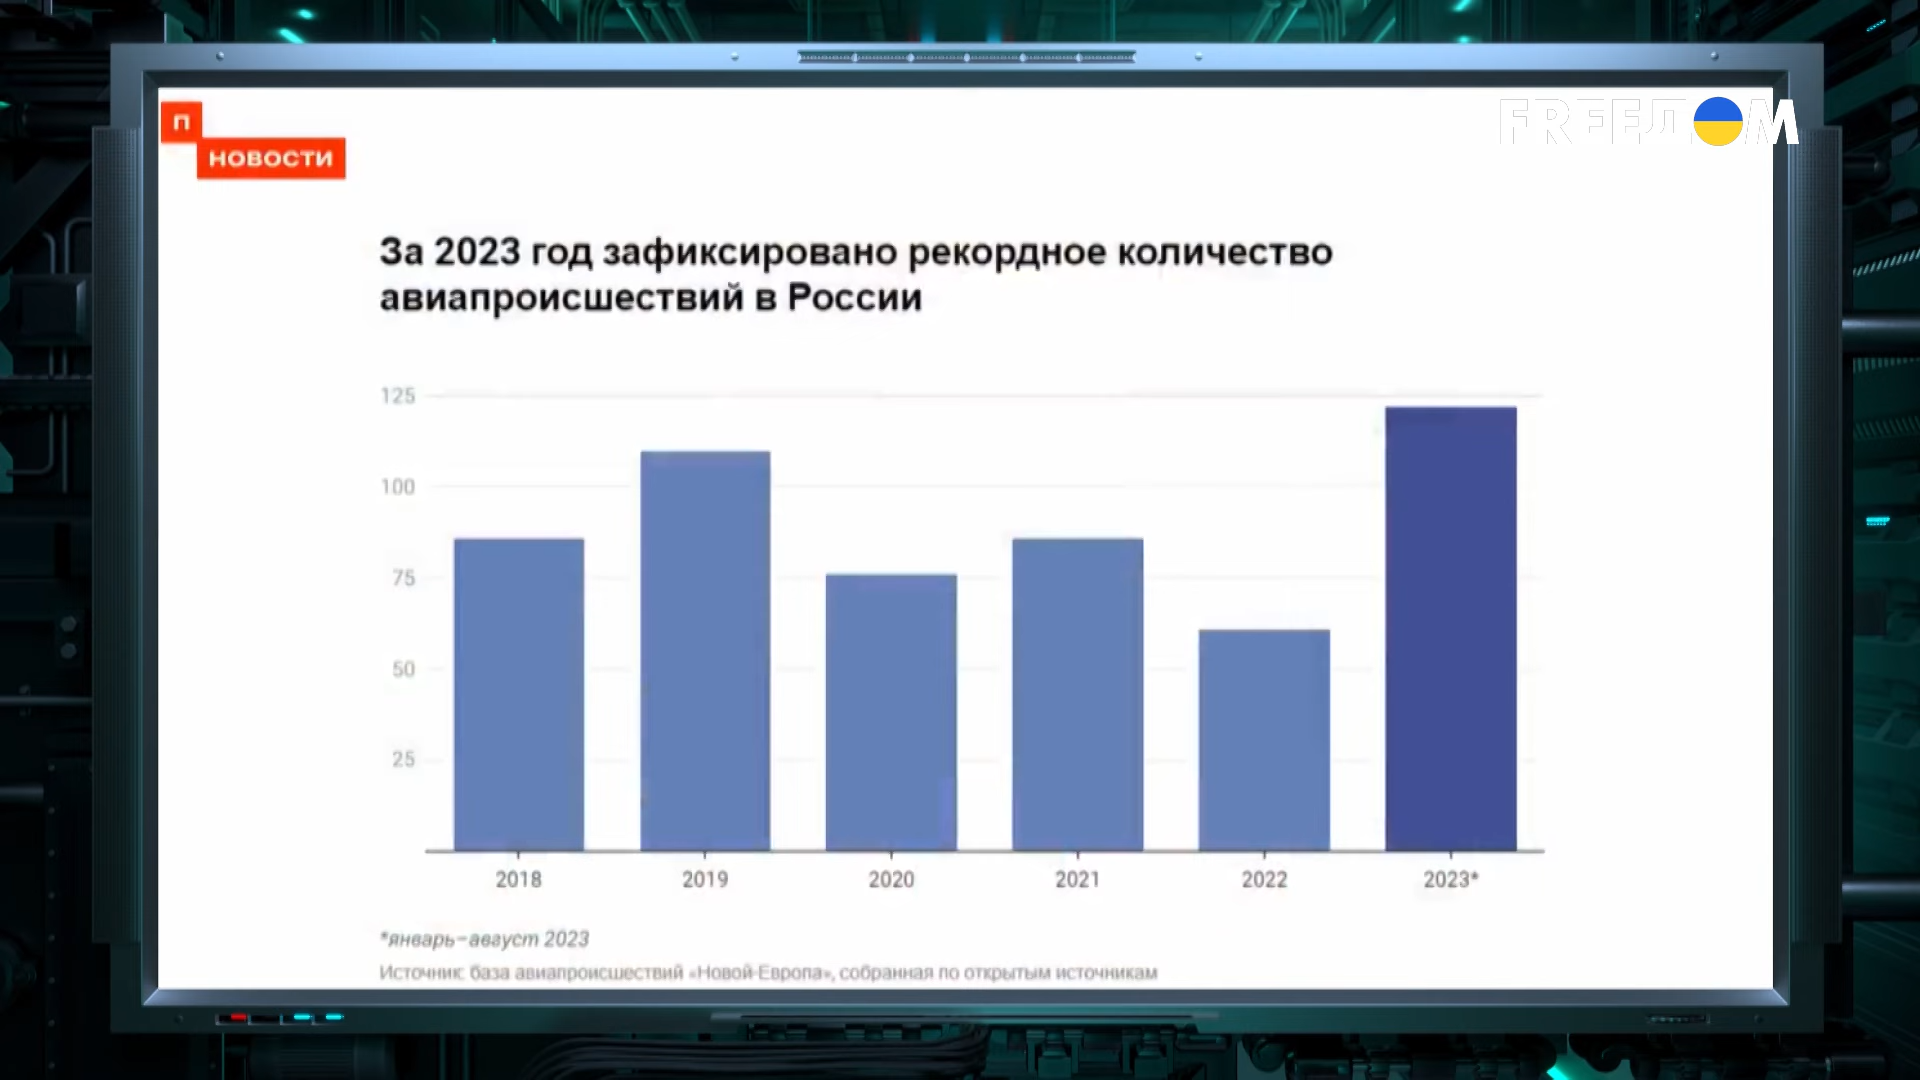 П
НОВОСТИ
FREEДOM
За 2023 год зафиксировано рекордное количество
авиапроисшествий в России
125
100
75
50
25
2018 2019 2020 2021 2022 2023*
*январь–август 2023
Источник: база авиапроисшествий «Новой-Европа», собранная по открытым источникам